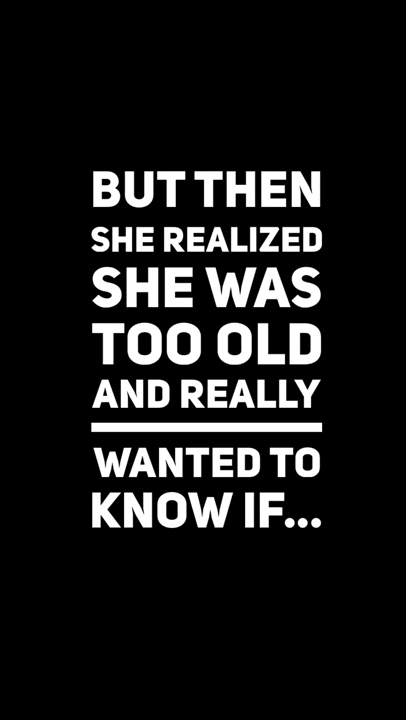 BUT THEN
SHE REALIZED
SHE WAS
TOO OLD
AND REALLY
WANTED TO
KNOW IF...